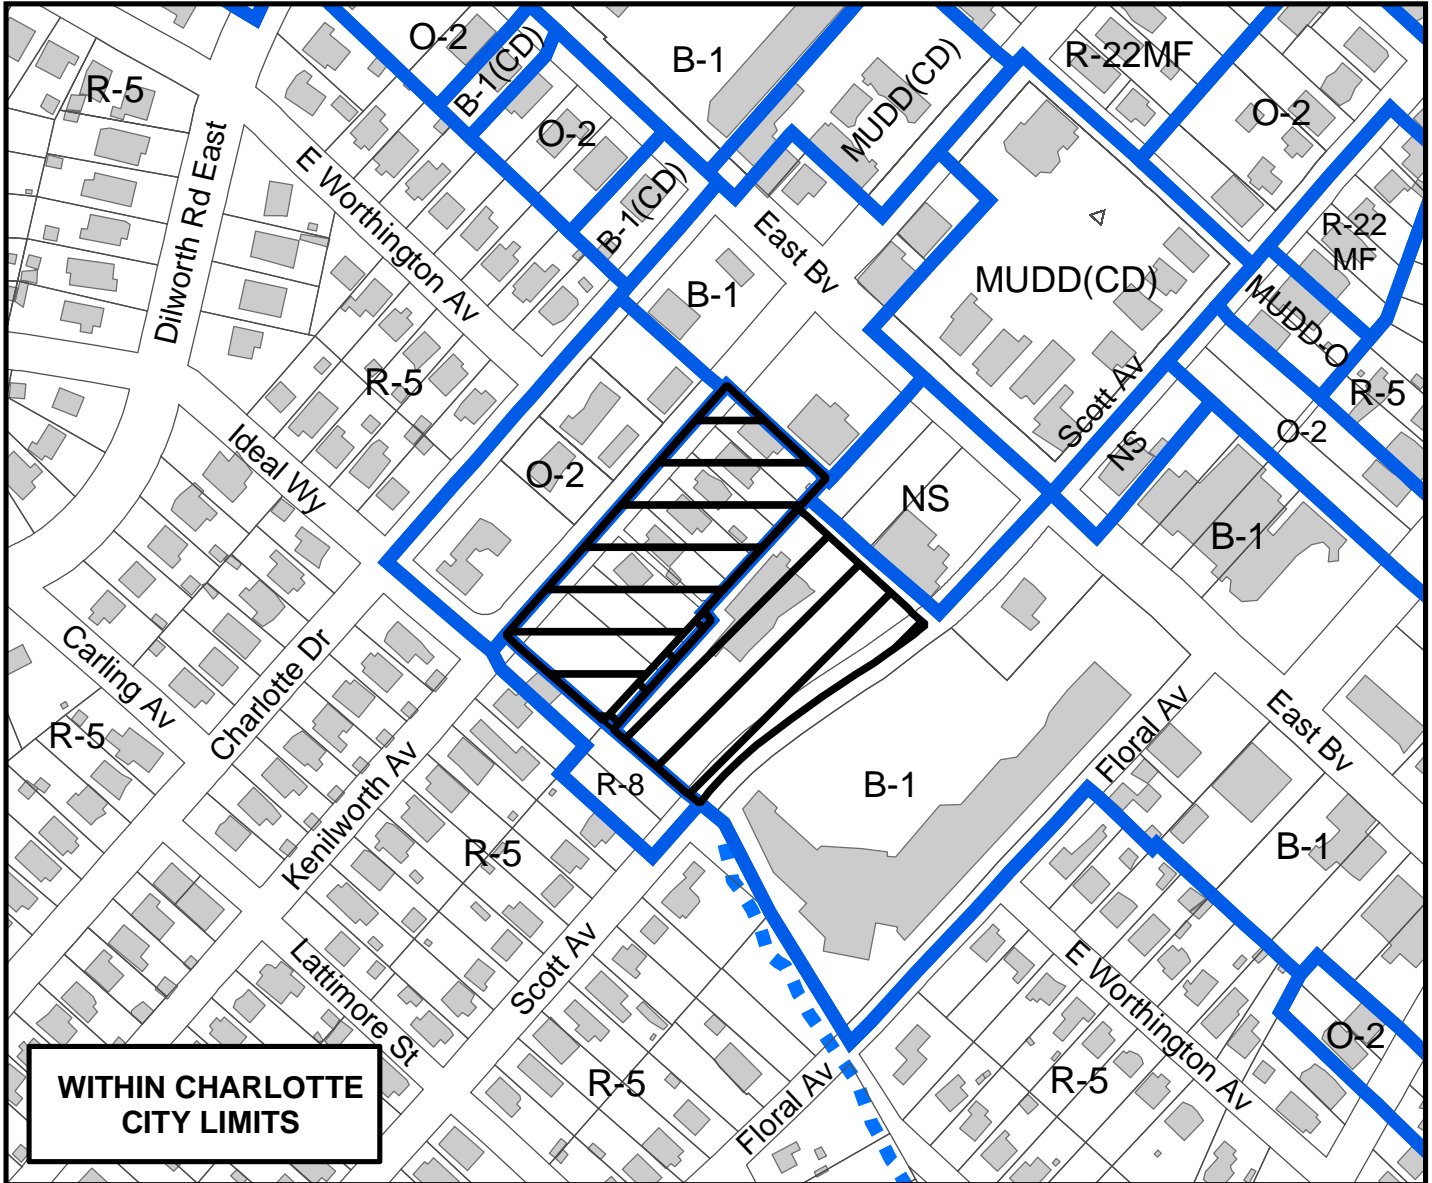 O-2
B-1(CD)
B-1
MUDD(CD)
R-22MF
R-5
O-2
O-2
Dilworth Rd East
E Worthington Av
B-1(CD)
East Bv
R-22
MF
MUDD(CD)
B-1
MUDD-O
R-5
R-5
Scott Av
O-2
Ideal Wy
NS
O-2
NS
B-1
Carling Av
Charlotte Dr
R-5
Kenilworth Av
Floral Av
East Bv
R-8
B-1
R-5
B-1
Lattimore St
Scott Av
E Worthington Av
O-2
R-5
R-5
Floral Av
WITHIN CHARLOTTE
CITY LIMITS